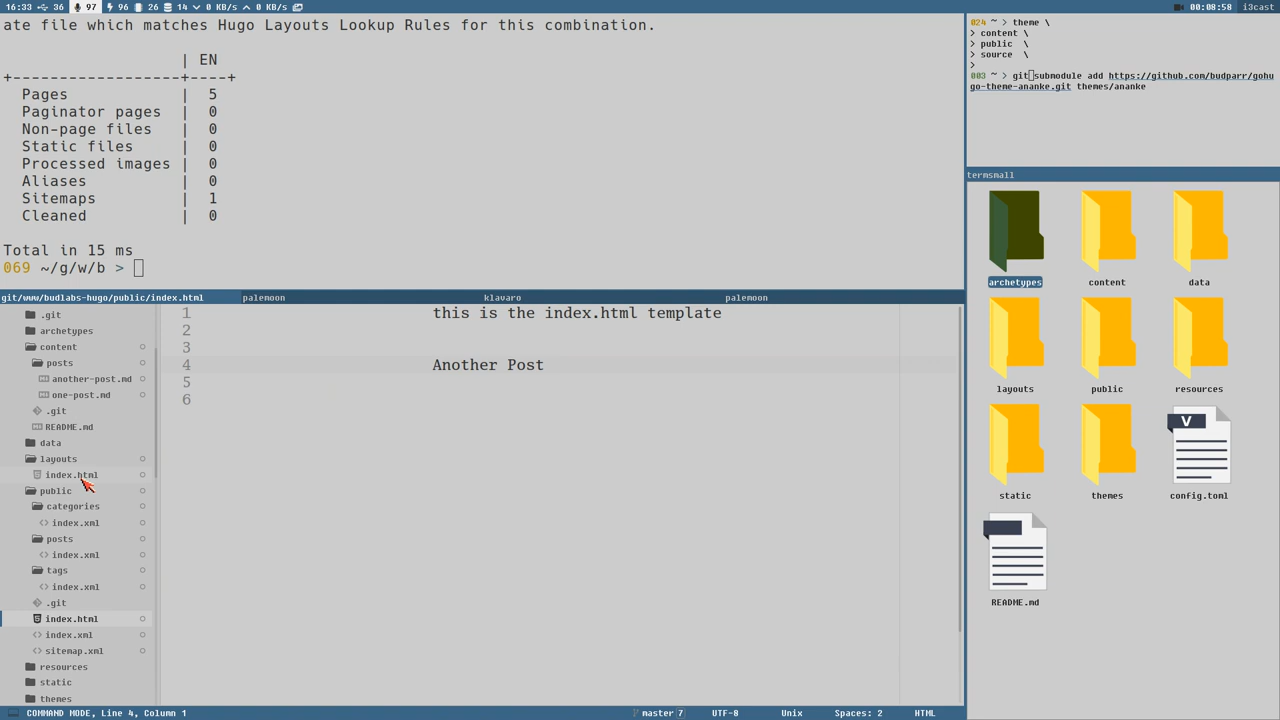 16:33 36 97 96 26 14 0 KB/s 0 KB/s
00:08:58 i3cast
ate file which matches Hugo Layouts Lookup Rules for this combination.
| EN
+------------------+----+
Pages | 5
Paginator pages | 0
Non-page files | 0
Static files | 0
Processed images | 0
Aliases | 0
Sitemaps | 1
Cleaned | 0
Total in 15 ms
069 ~/g/w/b >
024 ~ > theme \
> content \
> public \
> source \
>
003 ~ > git submodule add https://github.com/budparr/gohu
go-theme-ananke.git themes/ananke
termsmall
archetypes content data
layouts public resources
static themes config.toml
README.md
git/www/budlabs-hugo/public/index.html palemoon klavaro palemoon
.git
archetypes
content
posts
another-post.md
one-post.md
.git
README.md
data
layouts
index.html
public
categories
index.xml
posts
index.xml
tags
index.xml
.git
index.html
index.xml
sitemap.xml
resources
static
themes
1 this is the index.html template
2
3
4 Another Post
5
6
COMMAND MODE, Line 4, Column 1 master 7 UTF-8 Unix Spaces: 2 HTML